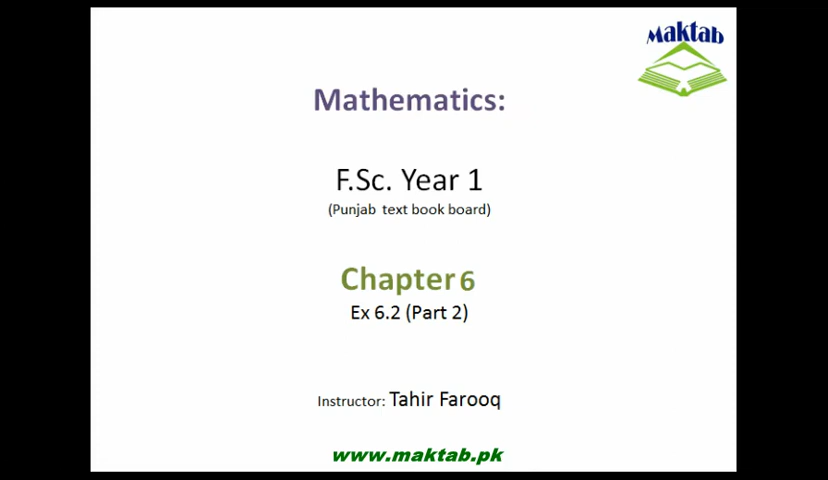 Maktab
Mathematics:
F.Sc. Year 1
(Punjab text book board)
Chapter 6
Ex 6.2 (Part 2)
Instructor: Tahir Farooq
www.maktab.pk